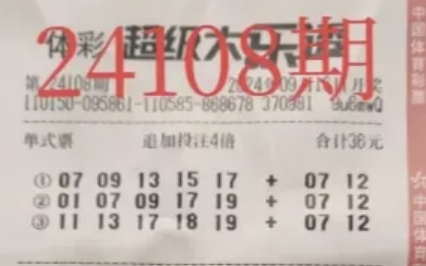 24108期
体彩 超级大乐透
第24108期 2024年09月18日开奖
110150-095861-110585-868678 370981
单式票 追加投注4倍 合计36元
① 07 09 13 15 17 + 07 12
② 01 07 09 17 19 + 07 12
③ 11 13 17 18 19 + 07 12
中国体育彩票
中国体育